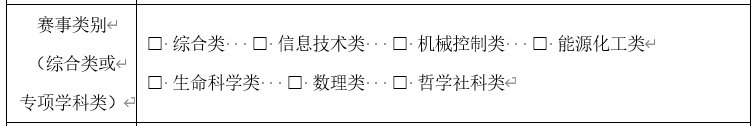 赛事类别
（综合类或
专项学科类）
□ 综合类 □ 信息技术类 □ 机械控制类 □ 能源化工类
□ 生命科学类 □ 数理类 □ 哲学社科类